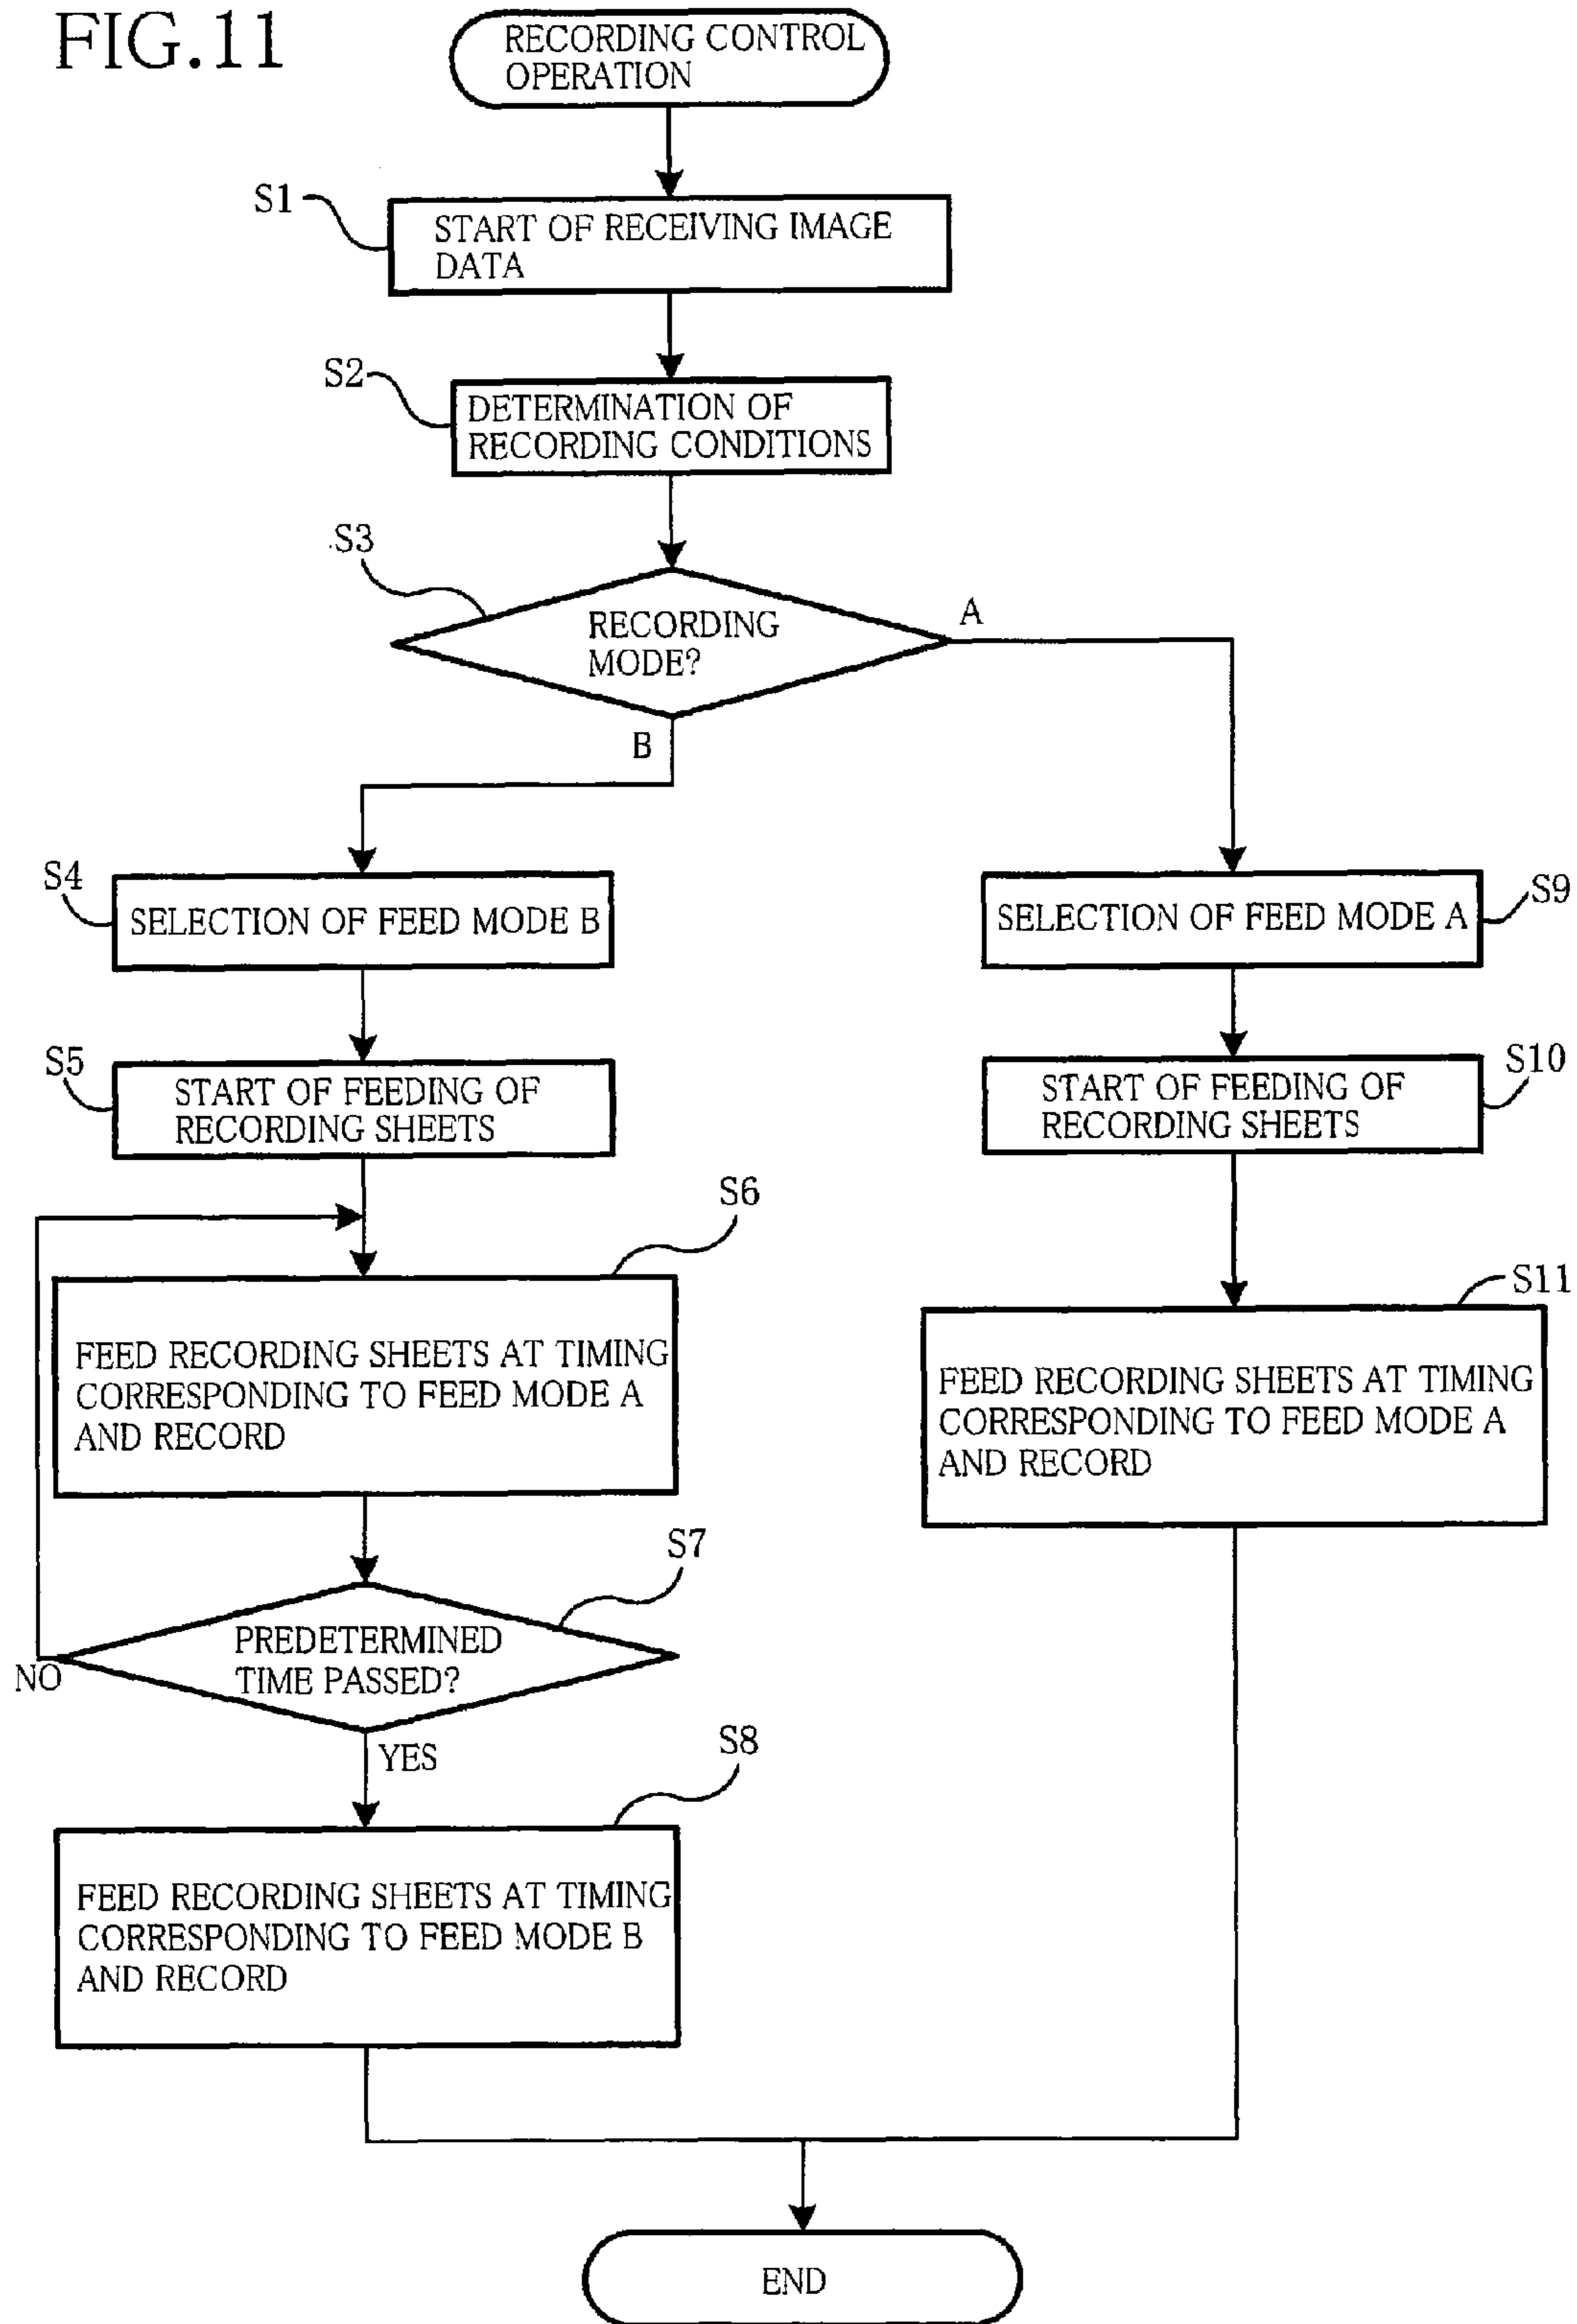 FIG.11
RECORDING CONTROL
OPERATION
S1
START OF RECEIVING IMAGE
DATA
S2
DETERMINATION OF
RECORDING CONDITIONS
S3
RECORDING
MODE?
A
B
S4
SELECTION OF FEED MODE B
S9
SELECTION OF FEED MODE A
S5
START OF FEEDING OF
RECORDING SHEETS
S10
START OF FEEDING OF
RECORDING SHEETS
S6
FEED RECORDING SHEETS AT TIMING
CORRESPONDING TO FEED MODE A
AND RECORD
S11
FEED RECORDING SHEETS AT TIMING
CORRESPONDING TO FEED MODE A
AND RECORD
S7
PREDETERMINED
TIME PASSED?
NO
YES
S8
FEED RECORDING SHEETS AT TIMING
CORRESPONDING TO FEED MODE B
AND RECORD
END